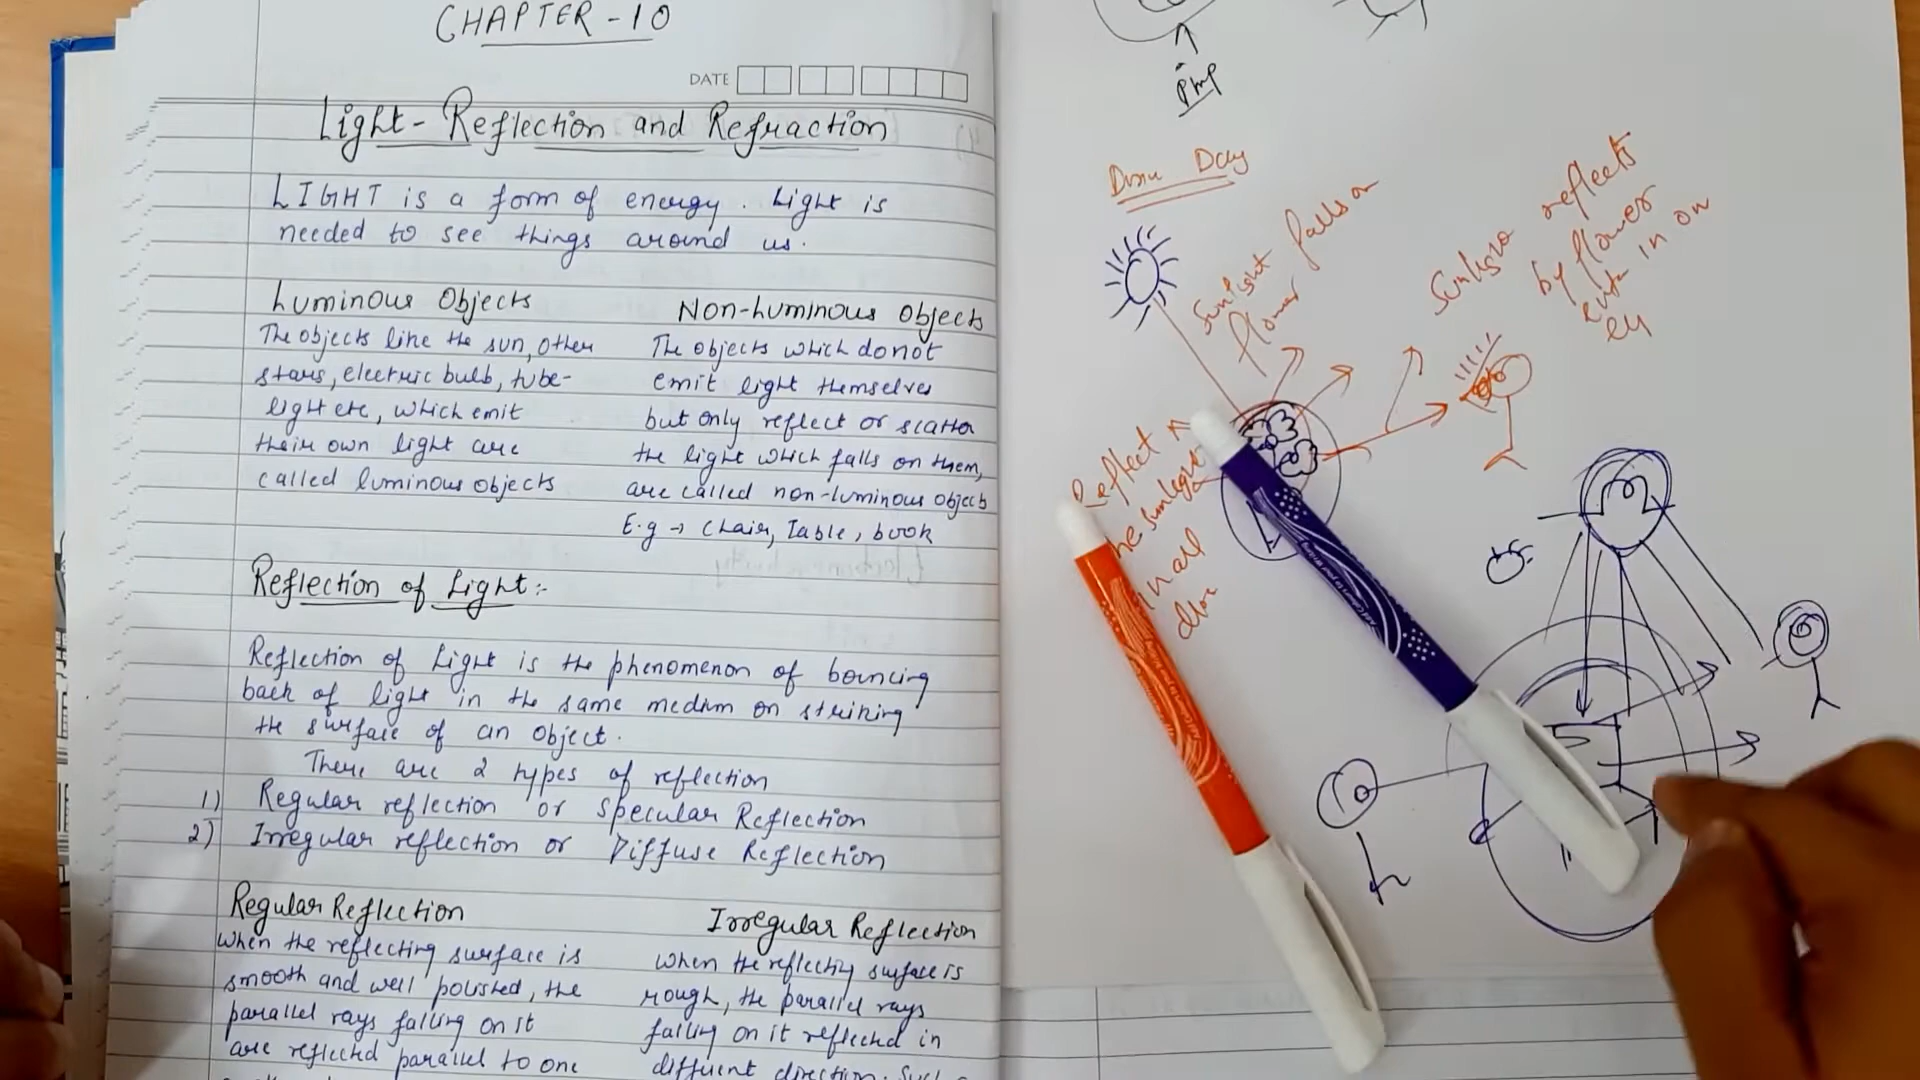 CHAPTER - 10
DATE
Light - Reflection and Refraction
LIGHT is a form of energy. Light is
needed to see things around us.
Luminous Objects
The objects like the sun, other
stars, electric bulb, tube-
light etc, which emit
their own light are
called luminous objects
Non-Luminous Objects
The objects which do not
emit light themselves
but only reflect or scatter
the light which falls on them,
are called non-luminous objects
E.g → Chair, Table, book
Reflection of Light :-
Reflection of Light is the phenomenon of bouncing
back of light in the same medium on striking
the surface of an object.
There are 2 types of reflection
1) Regular reflection or Specular Reflection
2) Irregular reflection or Diffuse Reflection
Regular Reflection
When the reflecting surface is
smooth and well polished, the
parallel rays falling on it
are reflected parallel to one
Irregular Reflection
When the reflecting surface is
rough, the parallel rays
falling on it reflected in
different direction. Such
Pmp
Day
Sunlight falls on
flower
reflects
by flower
in on
Reflect
in all